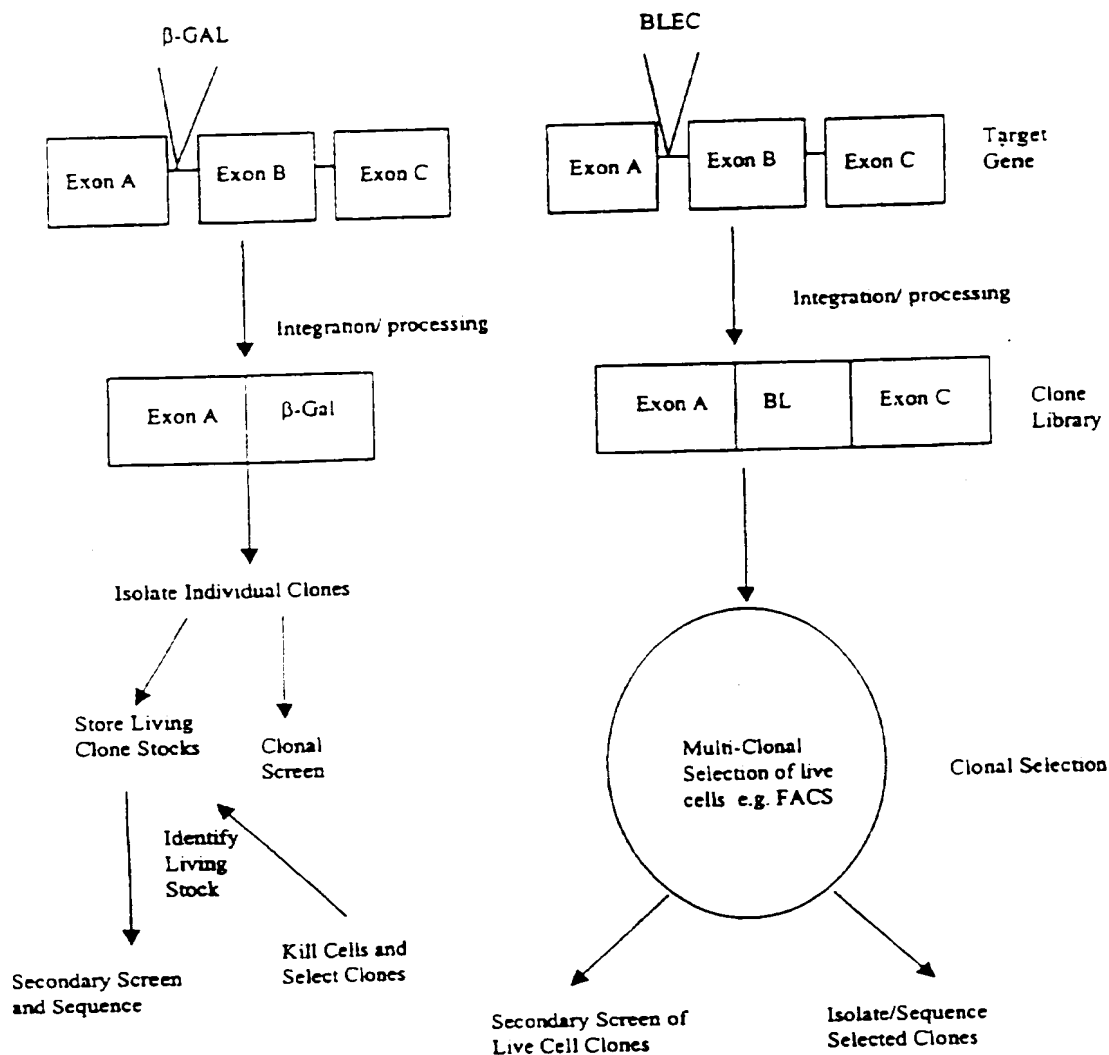 β-GAL
BLEC
Exon A
Exon B
Exon C
Exon A
Exon B
Exon C
Target
Gene
Integration/ processing
Integration/ processing
Exon A
β-Gal
Exon A
BL
Exon C
Clone
Library
Isolate Individual Clones
Store Living
Clone Stocks
Clonal
Screen
Multi-Clonal
Selection of live
cells e.g. FACS
Clonal Selection
Identify
Living
Stock
Kill Cells and
Select Clones
Secondary Screen
and Sequence
Secondary Screen of
Live Cell Clones
Isolate/Sequence
Selected Clones